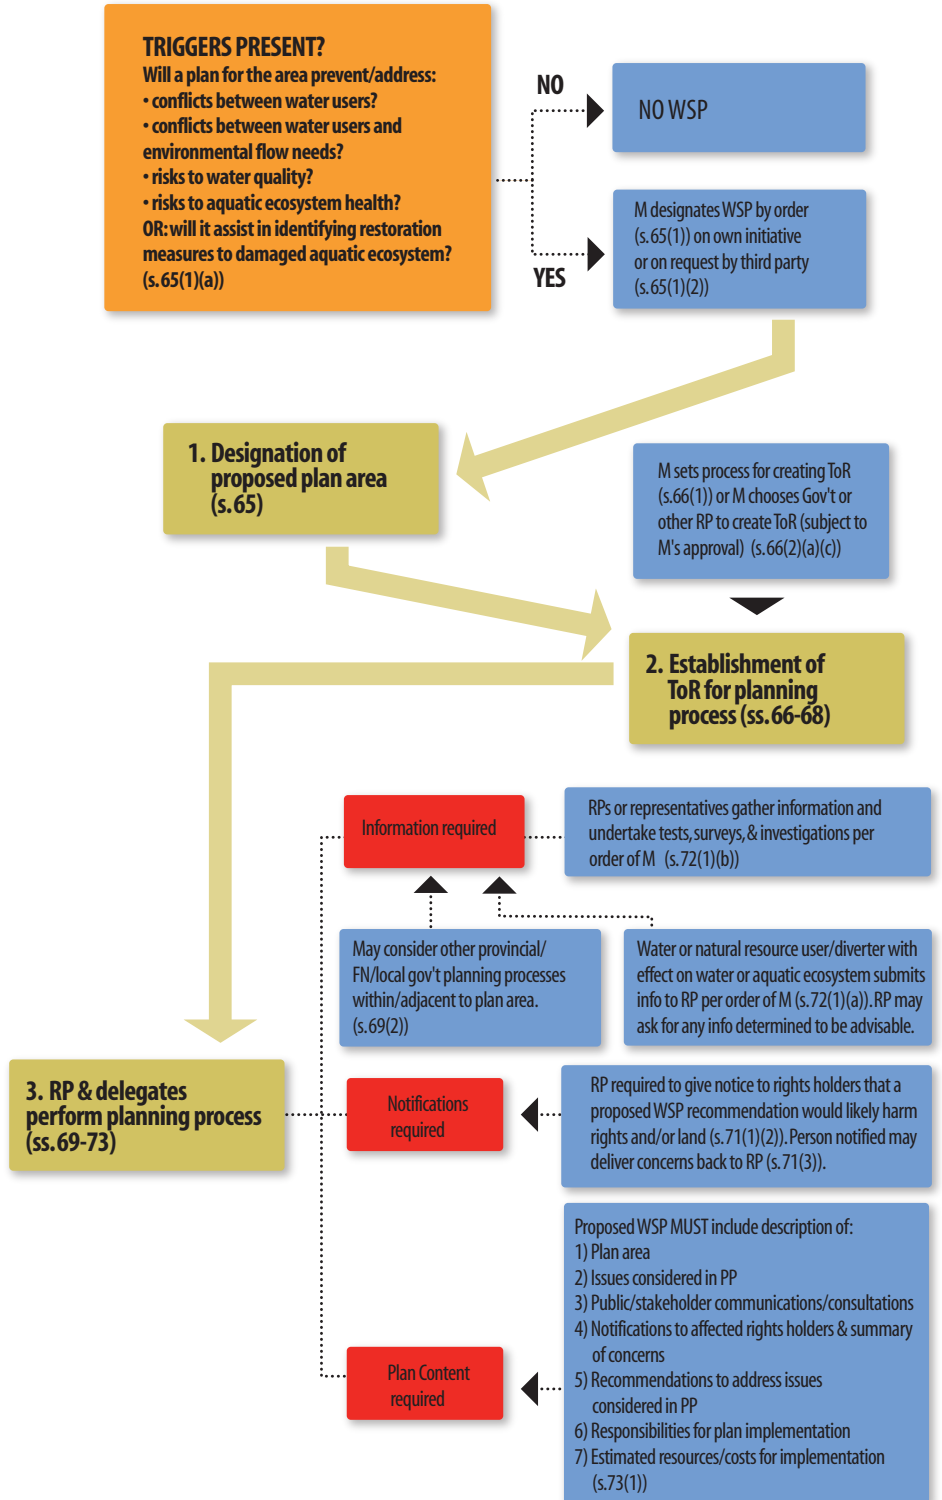 TRIGGERS PRESENT?
Will a plan for the area prevent/address:
• conflicts between water users?
• conflicts between water users and
environmental flow needs?
• risks to water quality?
• risks to aquatic ecosystem health?
OR: will it assist in identifying restoration
measures to damaged aquatic ecosystem?
(s.65(1)(a))
NO
NO WSP
YES
M designates WSP by order
(s.65(1)) on own initiative
or on request by third party
(s.65(1)(2))
1. Designation of
proposed plan area
(s.65)
M sets process for creating ToR
(s.66(1)) or M chooses Gov't or
other RP to create ToR (subject to
M's approval) (s.66(2)(a)(c))
2. Establishment of
ToR for planning
process (ss.66-68)
Information required
RPs or representatives gather information and
undertake tests, surveys, & investigations per
order of M (s.72(1)(b))
May consider other provincial/
FN/local gov't planning processes
within/adjacent to plan area.
(s.69(2))
Water or natural resource user/diverter with
effect on water or aquatic ecosystem submits
info to RP per order of M (s.72(1)(a)). RP may
ask for any info determined to be advisable.
3. RP & delegates
perform planning process
(ss.69-73)
Notifications
required
RP required to give notice to rights holders that a
proposed WSP recommendation would likely harm
rights and/or land (s.71(1)(2)). Person notified may
deliver concerns back to RP (s.71(3)).
Plan Content
required
Proposed WSP MUST include description of:
1) Plan area
2) Issues considered in PP
3) Public/stakeholder communications/consultations
4) Notifications to affected rights holders & summary
of concerns
5) Recommendations to address issues
considered in PP
6) Responsibilities for plan implementation
7) Estimated resources/costs for implementation
(s.73(1))